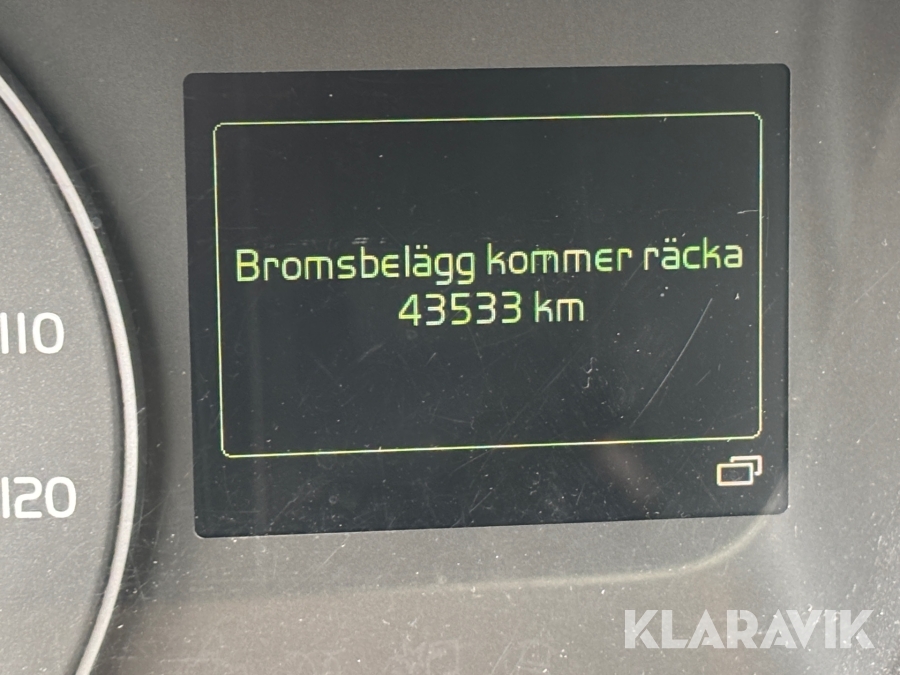 Bromsbelägg kommer räcka
43533 km
110
120
KLARAVIK